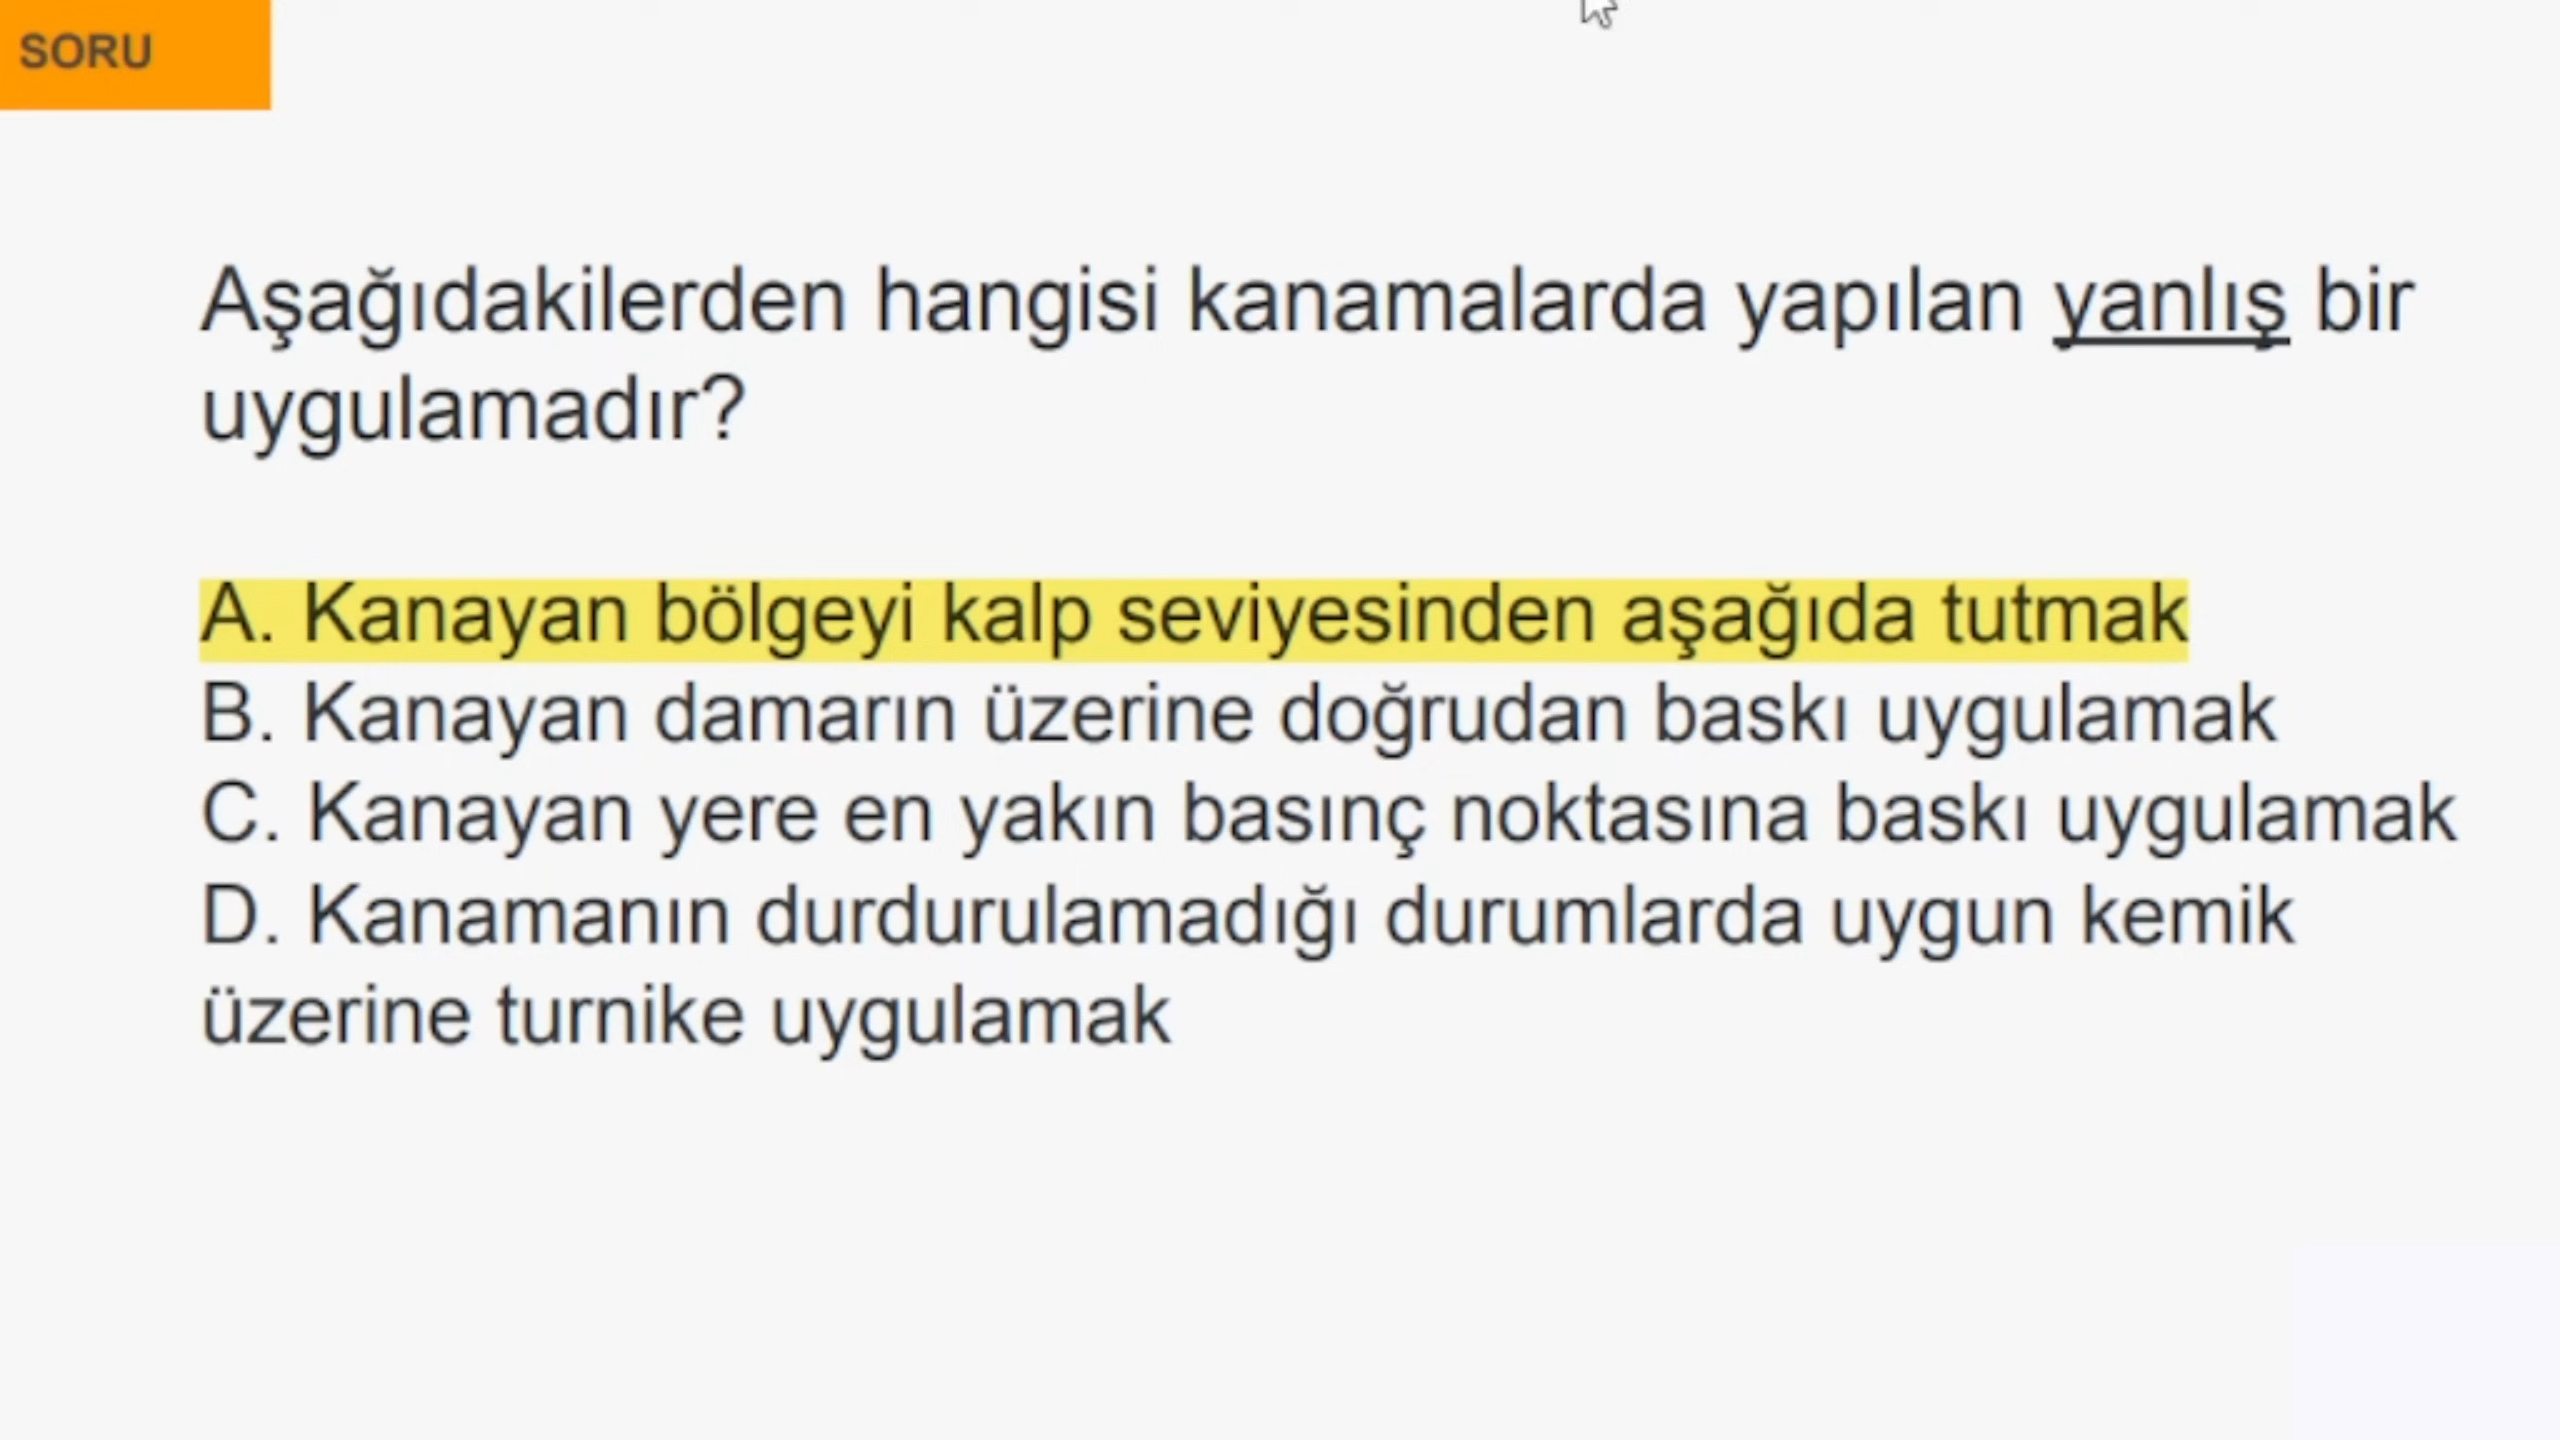 SORU
Aşağıdakilerden hangisi kanamalarda yapılan yanlış bir
uygulamadır?
A. Kanayan bölgeyi kalp seviyesinden aşağıda tutmak
B. Kanayan damarın üzerine doğrudan baskı uygulamak
C. Kanayan yere en yakın basınç noktasına baskı uygulamak
D. Kanamanın durdurulamadığı durumlarda uygun kemik
üzerine turnike uygulamak